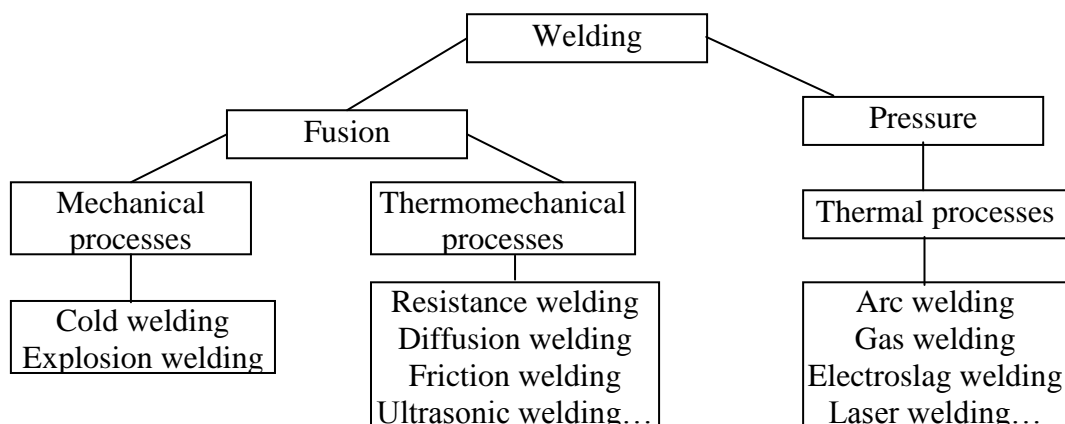 Welding
Fusion
Pressure
Mechanical
processes
Thermomechanical
processes
Thermal processes
Cold welding
Explosion welding
Resistance welding
Diffusion welding
Friction welding
Ultrasonic welding…
Arc welding
Gas welding
Electroslag welding
Laser welding…